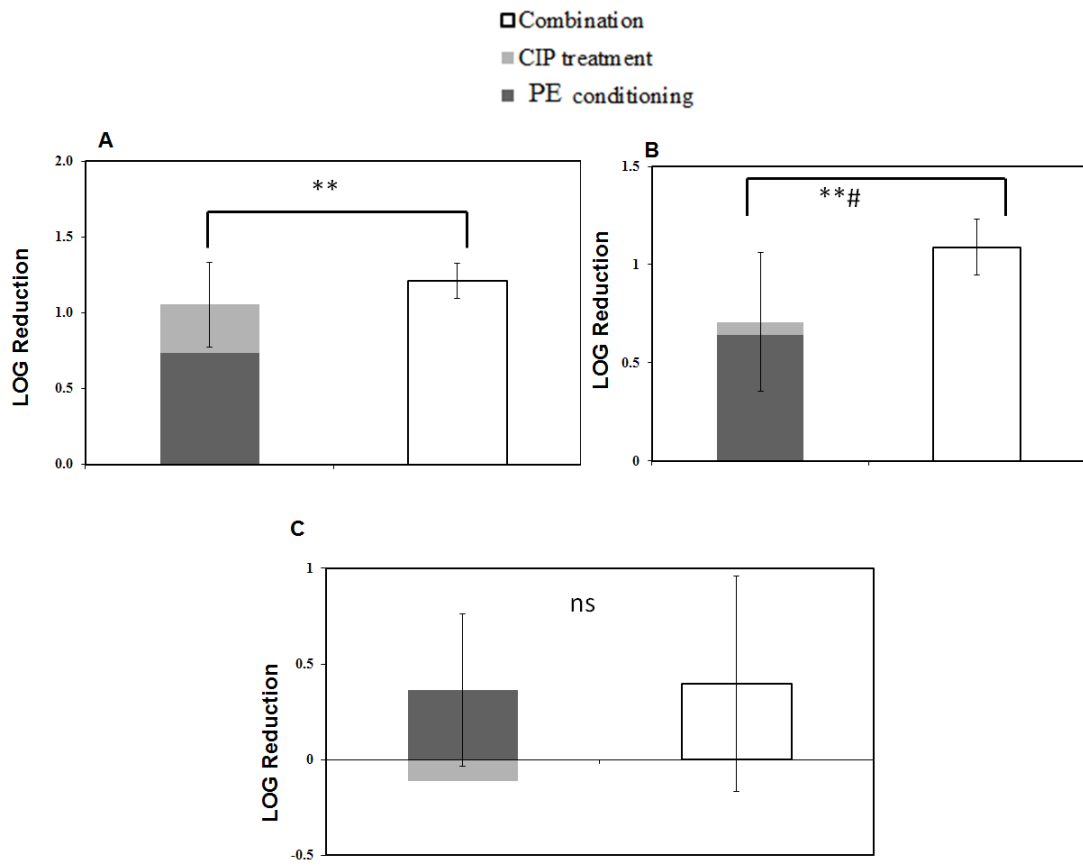 Combination
CIP treatment
PE conditioning
A
2.0
**
1.5
1.0
0.5
0.0
LOG Reduction
B
1.5
**#
1
0.5
0
LOG Reduction
C
1
ns
0.5
0
-0.5
LOG Reduction